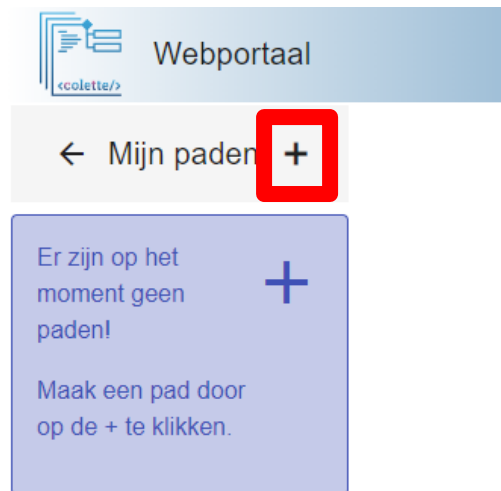 <colette/>
Webportaal
← Mijn paden +
Er zijn op het
moment geen
paden!
+
Maak een pad door
op de + te klikken.